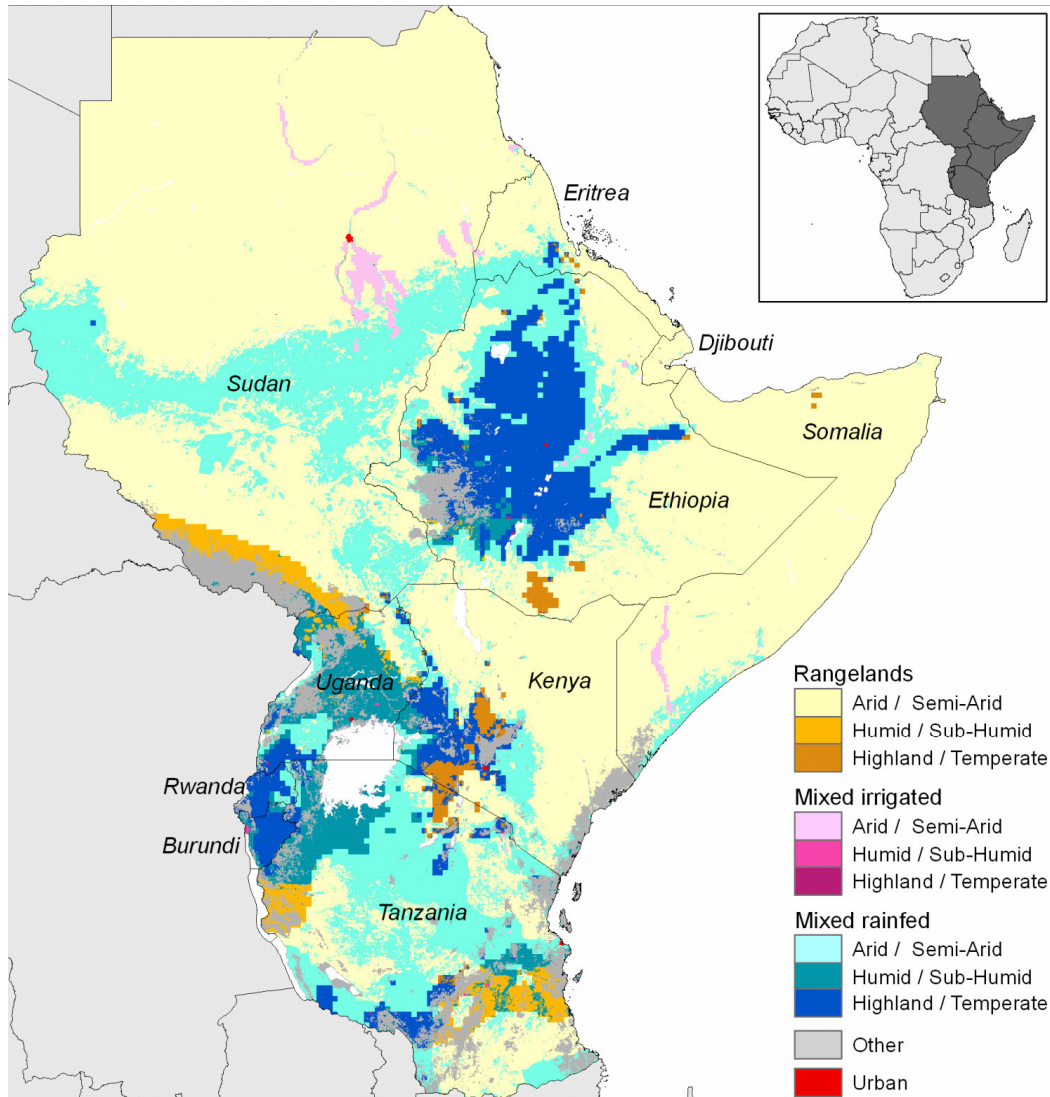 Eritrea
Djibouti
Sudan
Somalia
Ethiopia
Uganda
Kenya
Rwanda
Burundi
Tanzania
Rangelands
Arid / Semi-Arid
Humid / Sub-Humid
Highland / Temperate
Mixed irrigated
Arid / Semi-Arid
Humid / Sub-Humid
Highland / Temperate
Mixed rainfed
Arid / Semi-Arid
Humid / Sub-Humid
Highland / Temperate
Other
Urban